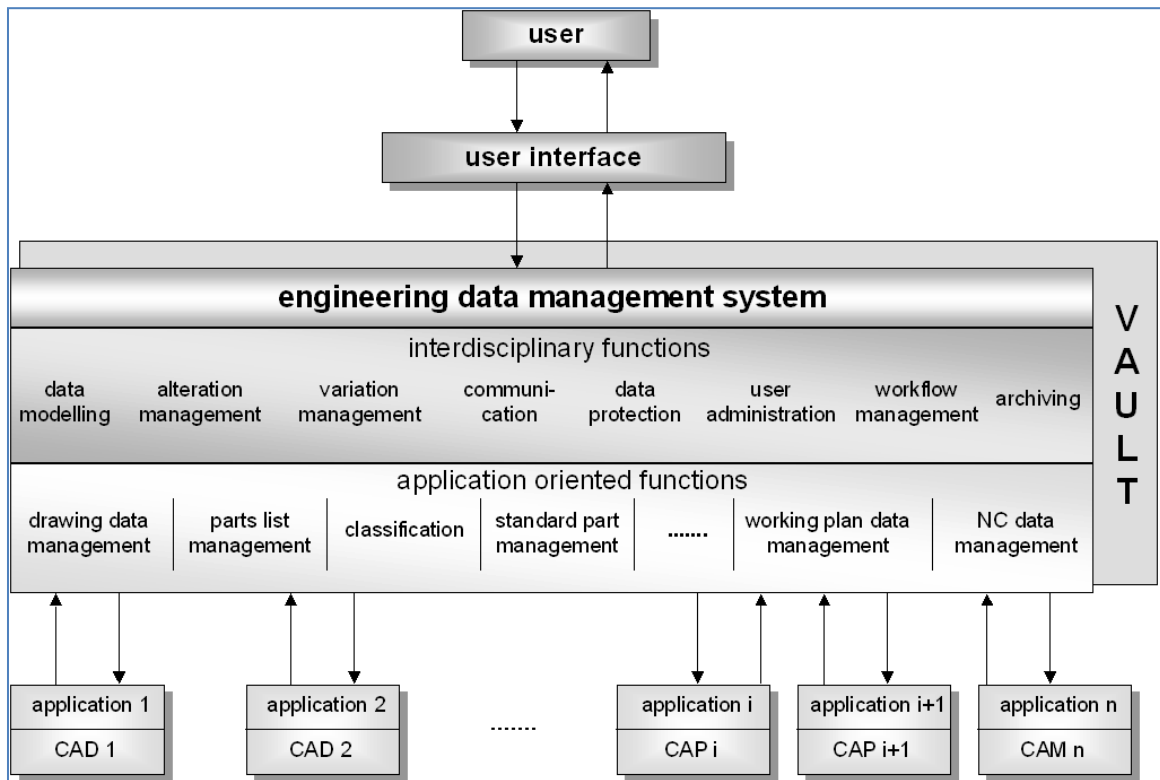 user
user interface
engineering data management system
interdisciplinary functions
data
modelling
alteration
management
variation
management
communi-
cation
data
protection
user
administration
workflow
management
archiving
application oriented functions
drawing data
management
parts list
management
classification
standard part
management
.......
working plan data
management
NC data
management
V
A
U
L
T
application 1
CAD 1
application 2
CAD 2
.......
application i
CAP i
application i+1
CAP i+1
application n
CAM n